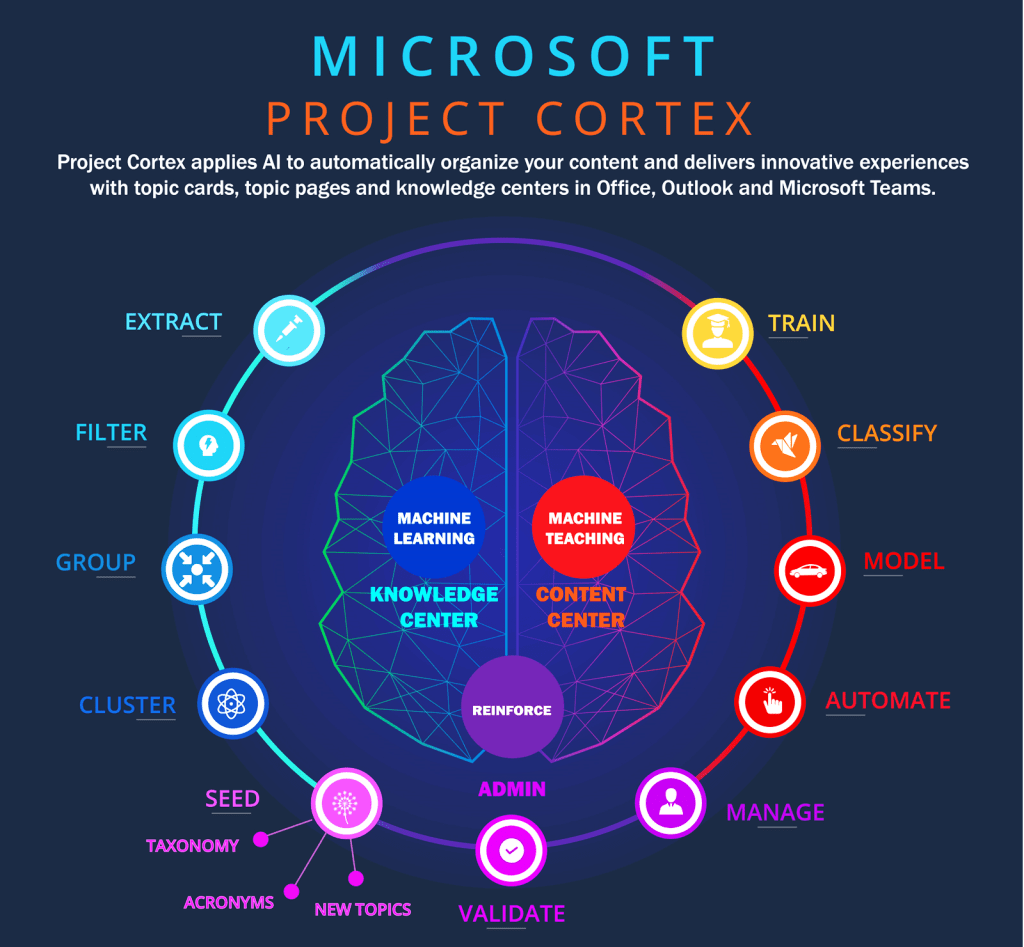 MICROSOFT
PROJECT CORTEX
Project Cortex applies AI to automatically organize your content and delivers innovative experiences
with topic cards, topic pages and knowledge centers in Office, Outlook and Microsoft Teams.
EXTRACT
TRAIN
FILTER
CLASSIFY
MACHINE
LEARNING
MACHINE
TEACHING
GROUP
MODEL
KNOWLEDGE
CENTER
CONTENT
CENTER
CLUSTER
REINFORCE
AUTOMATE
ADMIN
SEED
MANAGE
TAXONOMY
ACRONYMS
NEW TOPICS
VALIDATE